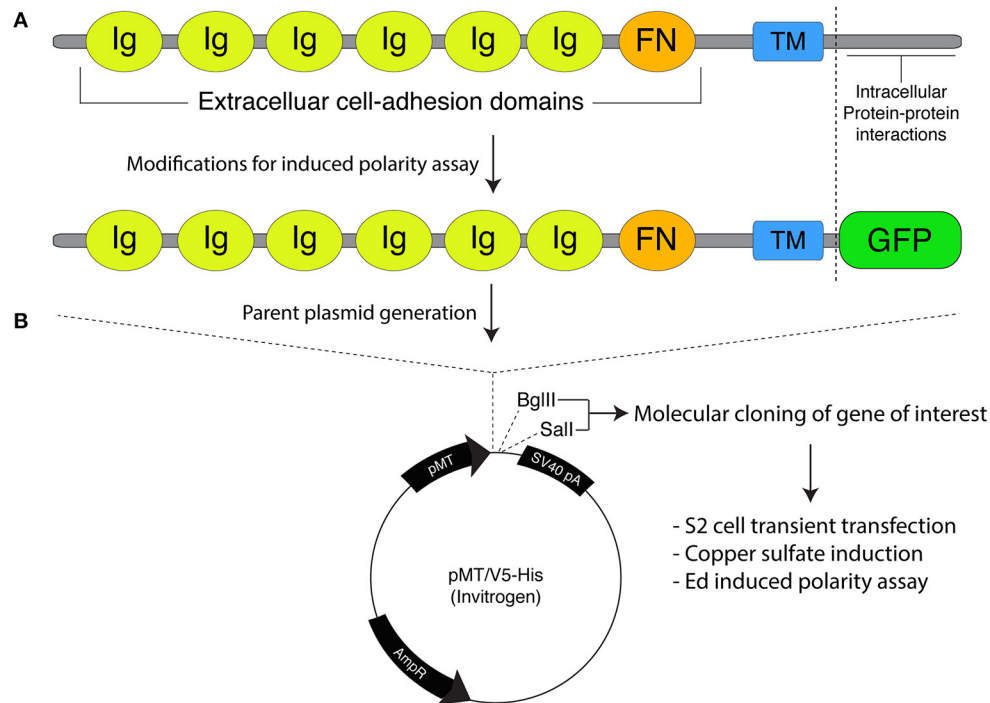 A
Ig Ig Ig Ig Ig Ig FN TM
Extracelluar cell-adhesion domains
Intracellular
Protein-protein
interactions
Modifications for induced polarity assay
Ig Ig Ig Ig Ig Ig FN TM GFP
Parent plasmid generation
B
BglII
SalI
Molecular cloning of gene of interest
pMT
SV40 pA
- S2 cell transient transfection
- Copper sulfate induction
- Ed induced polarity assay
pMT/V5-His
(Invitrogen)
AmpR